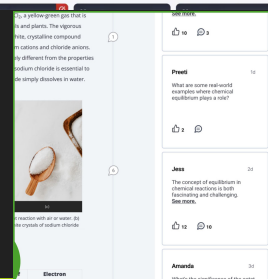 Cl₂, a yellow-green gas that is
ls and plants. The vigorous
hite, crystalline compound
m cations and chloride anions.
ely different from the properties
sodium chloride is essential to
ide simply dissolves in water.
1
6
(b)
t reaction with air or water. (b)
ite crystals of sodium chloride
Electron
See more.
10
3
Preeti
1d
What are some real-world
examples where chemical
equilibrium plays a role?
2
Jess
2d
The concept of equilibrium in
chemical reactions is both
fascinating and challenging.
See more.
12
10
Amanda
3d